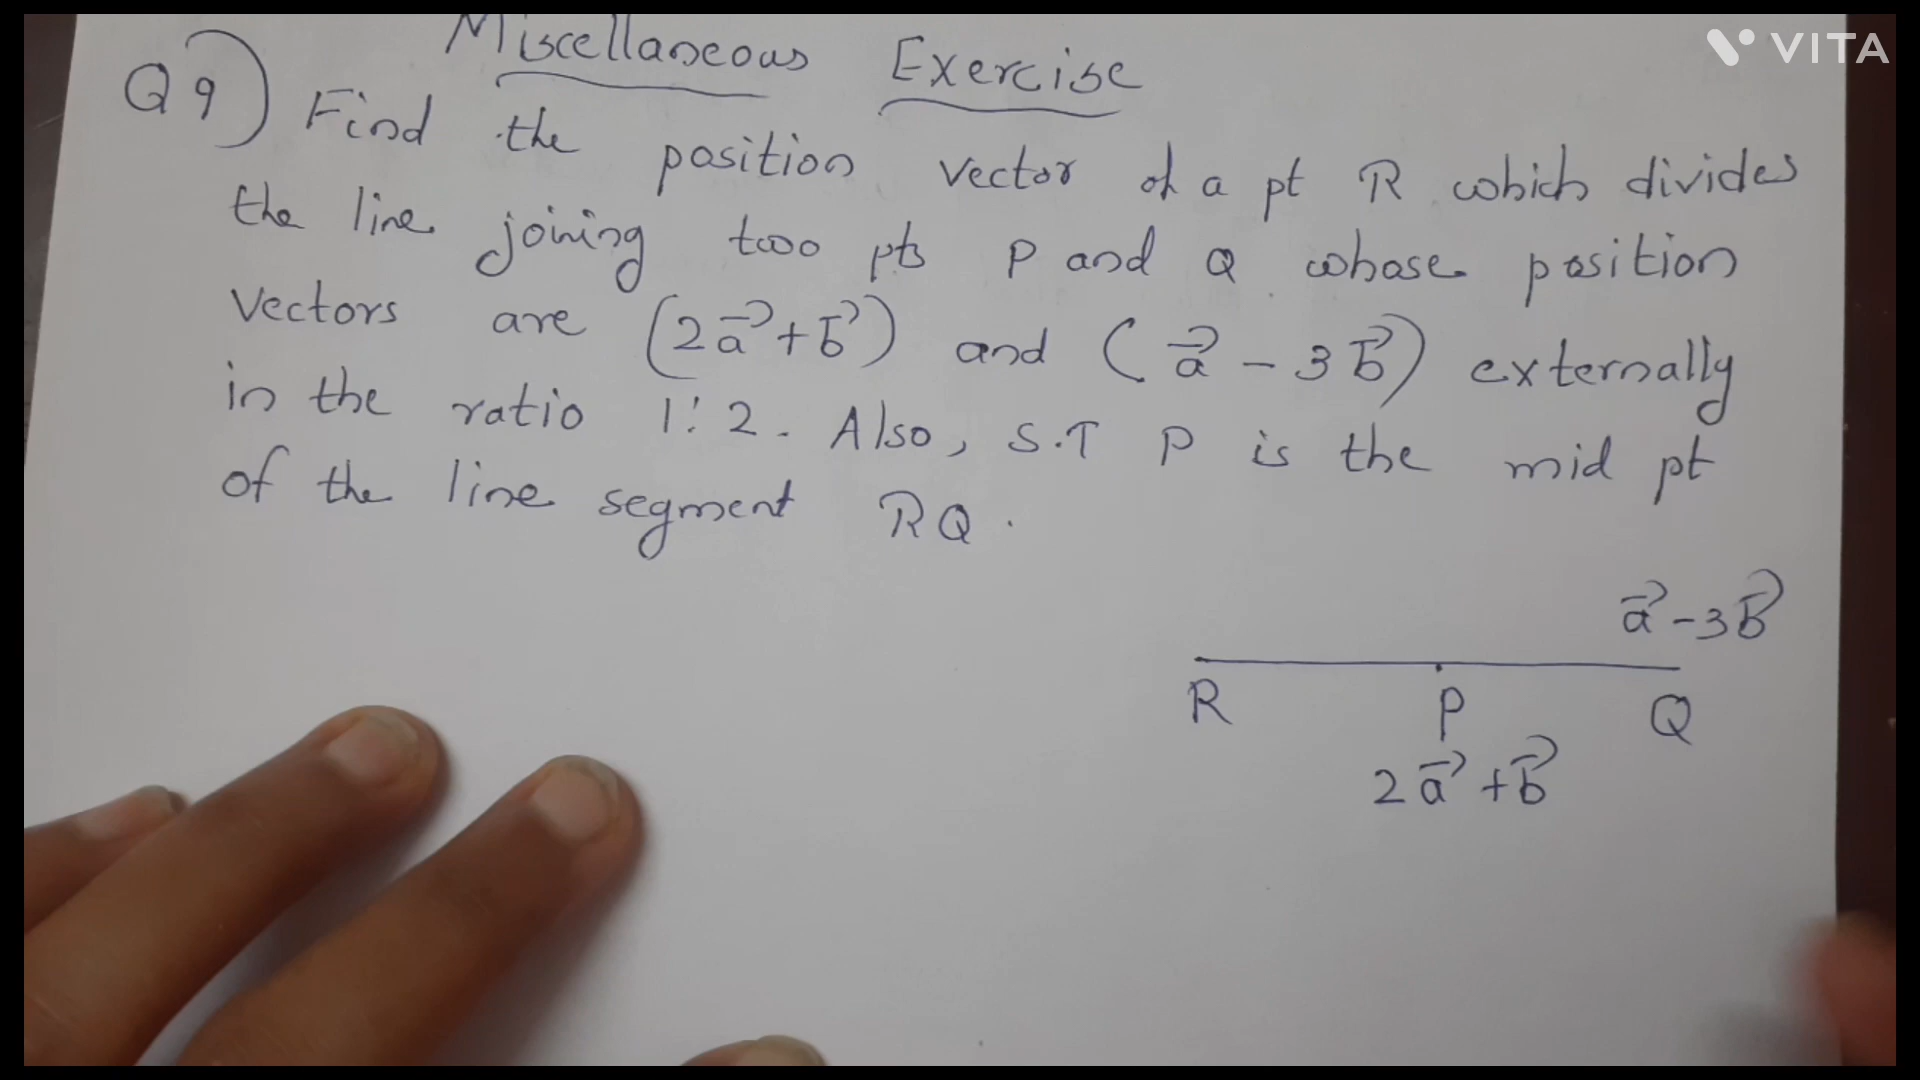 VITA
Miscellaneous Exercise
Q 9) Find the position vector of a pt R which divides
the line joining two pts P and Q whose position
vectors are (2a⃗ + b⃗) and (a⃗ - 3b⃗) externally
in the ratio 1:2. Also, S.T P is the mid pt
of the line segment RQ.
a⃗ - 3b⃗
R P Q
2a⃗ + b⃗